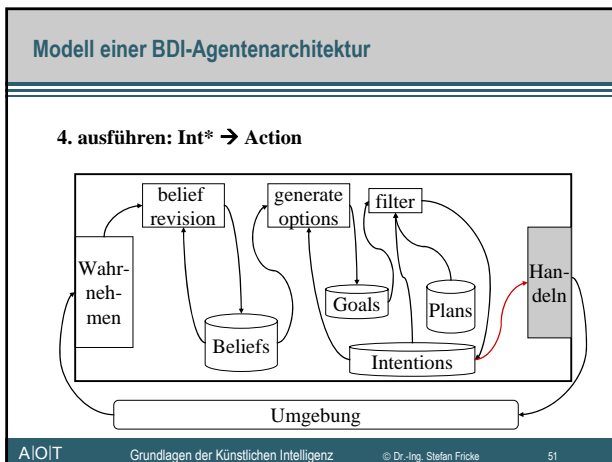 Modell einer BDI-Agentenarchitektur
4. ausführen: Int* → Action
belief
revision
generate
options
filter
Wahr-
neh-
men
Han-
deln
Goals
Plans
Beliefs
Intentions
Umgebung
A|O|T
Grundlagen der Künstlichen Intelligenz
© Dr.-Ing. Stefan Fricke
51